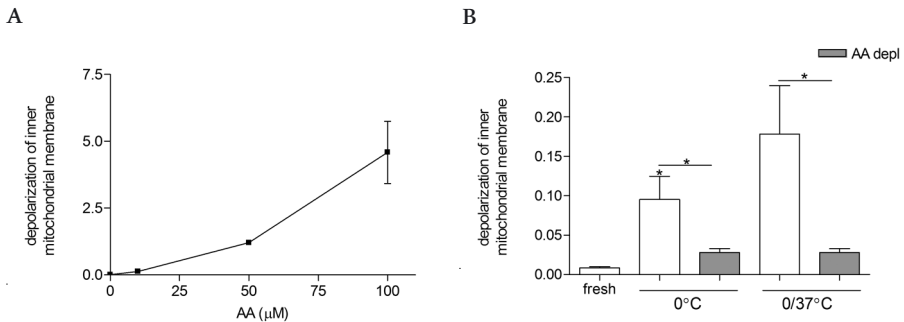 A
depolarization of inner
mitochondrial membrane
7.5
5.0
2.5
0.0
0
25
50
75
100
AA (μM)
B
AA depl
depolarization of inner
mitochondrial membrane
0.25
0.20
0.15
0.10
0.05
0.00
*
*
*
fresh
0°C
0/37°C